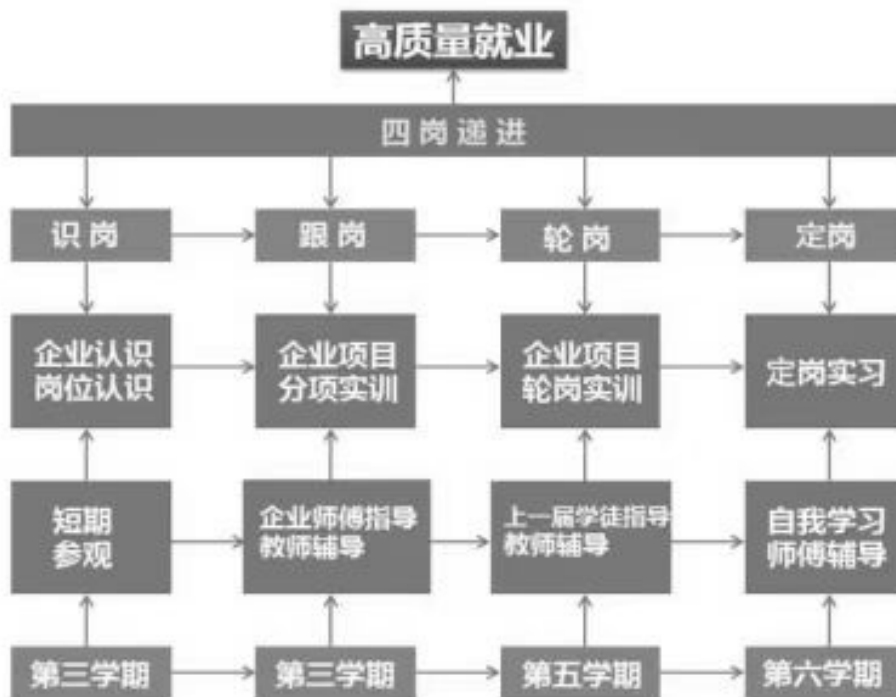 高质量就业
四岗递进
识岗
跟岗
轮岗
定岗
企业认识
岗位认识
企业项目
分项实训
企业项目
轮岗实训
定岗实习
短期
参观
企业师傅指导
教师辅导
上一届学徒指导
教师辅导
自我学习
师傅辅导
第三学期
第三学期
第五学期
第六学期